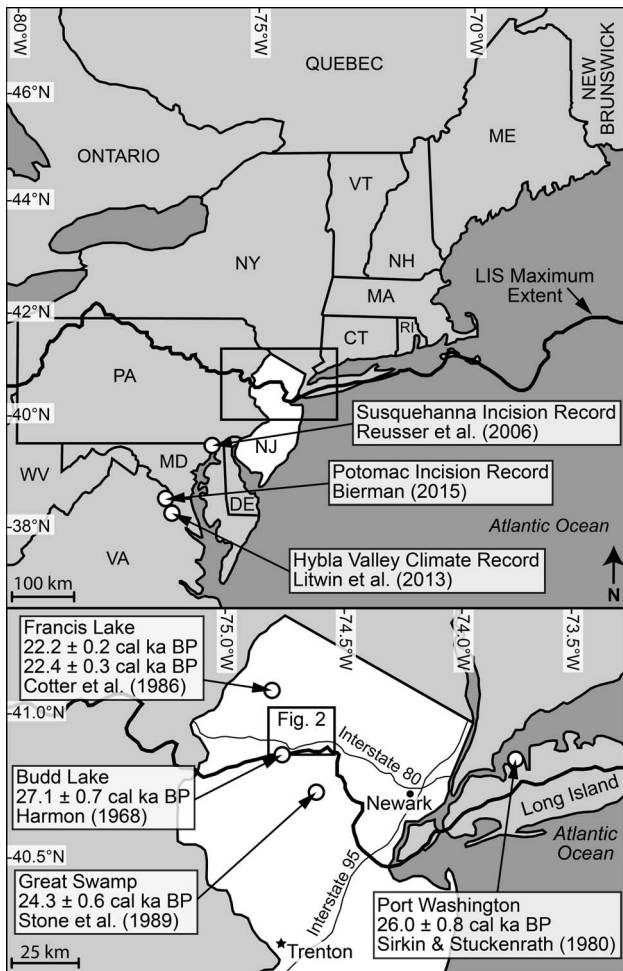 80°W
75°W
70°W
QUEBEC
NEW
BRUNSWICK
46°N
ME
ONTARIO
VT
44°N
NH
NY
LIS Maximum
Extent
MA
42°N
CT
RI
PA
40°N
Susquehanna Incision Record
Reusser et al. (2006)
NJ
WV
MD
Potomac Incision Record
Bierman (2015)
DE
38°N
Atlantic Ocean
VA
Hybla Valley Climate Record
Litwin et al. (2013)
100 km
N
Francis Lake
22.2 ± 0.2 cal ka BP
22.4 ± 0.3 cal ka BP
Cotter et al. (1986)
75.0°W
74.5°W
74.0°W
73.5°W
41.0°N
Fig. 2
Interstate 80
Budd Lake
27.1 ± 0.7 cal ka BP
Harmon (1968)
Newark
Long Island
Atlantic
Ocean
40.5°N
Interstate 95
Great Swamp
24.3 ± 0.6 cal ka BP
Stone et al. (1989)
Port Washington
26.0 ± 0.8 cal ka BP
Sirkin & Stuckenrath (1980)
Trenton
25 km